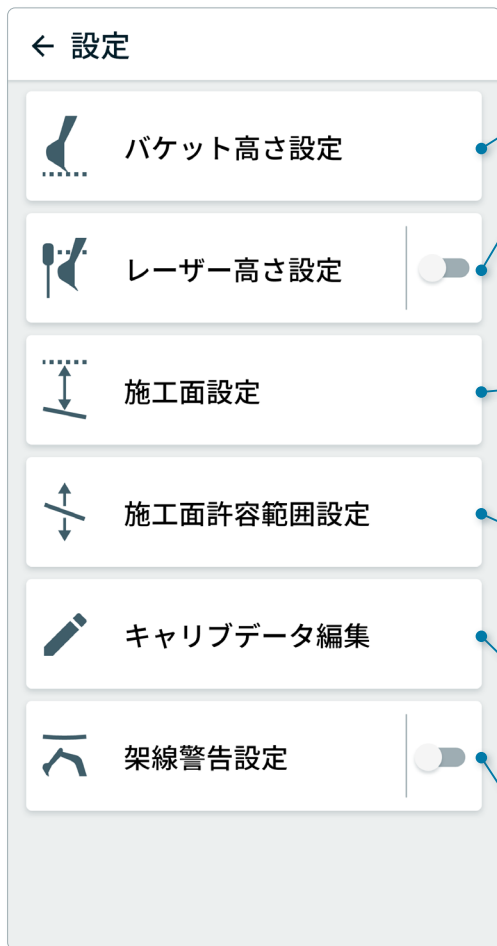 設定
バケット高さ設定
レーザー高さ設定
施工面設定
施工面許容範囲設定
キャリブデータ編集
架線警告設定